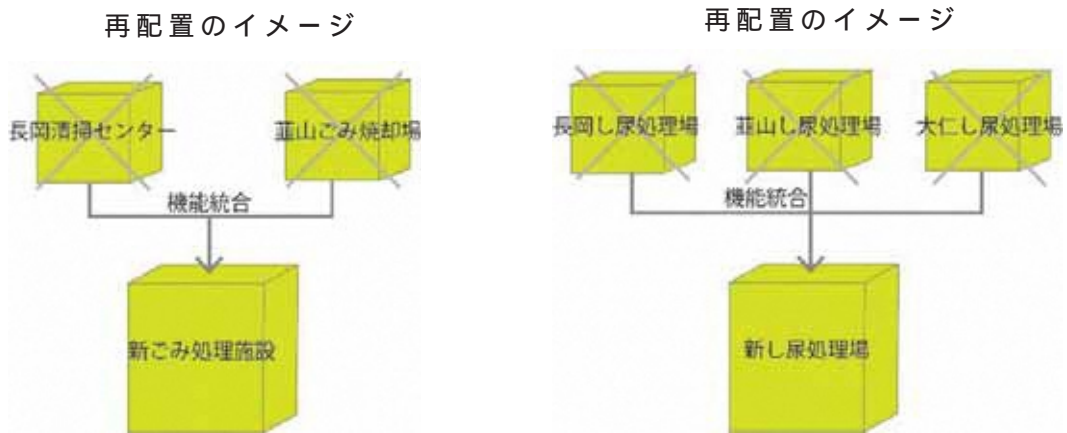 再配置のイメージ
長岡清掃センター
韮山ごみ焼却場
機能統合
新ごみ処理施設
再配置のイメージ
長岡し尿処理場
韮山し尿処理場
大仁し尿処理場
機能統合
新し尿処理場